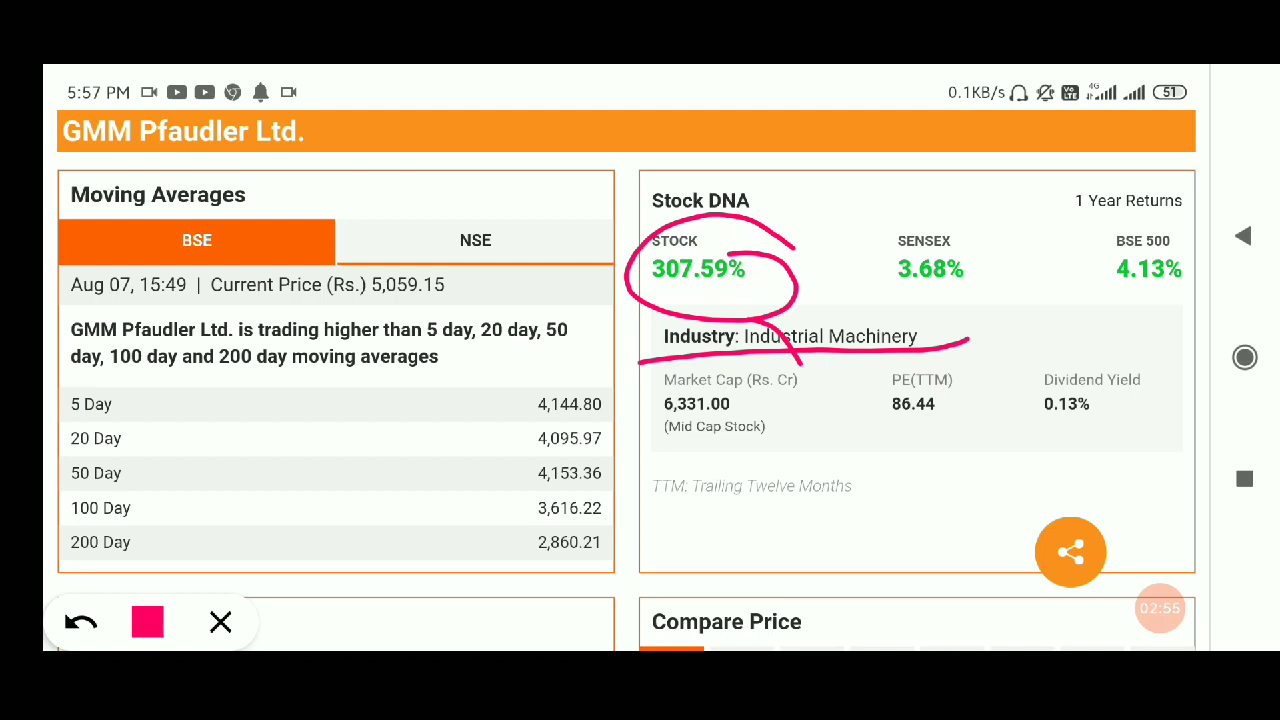 5:57 PM
0.1KB/s
4G
Vo LTE
51
GMM Pfaudler Ltd.
Moving Averages
BSE
NSE
Aug 07, 15:49 | Current Price (Rs.) 5,059.15
GMM Pfaudler Ltd. is trading higher than 5 day, 20 day, 50
day, 100 day and 200 day moving averages
5 Day 4,144.80
20 Day 4,095.97
50 Day 4,153.36
100 Day 3,616.22
200 Day 2,860.21
Stock DNA
1 Year Returns
STOCK SENSEX BSE 500
307.59% 3.68% 4.13%
Industry: Industrial Machinery
Market Cap (Rs. Cr) PE(TTM) Dividend Yield
6,331.00 86.44 0.13%
(Mid Cap Stock)
TTM: Trailing Twelve Months
02:55
Compare Price